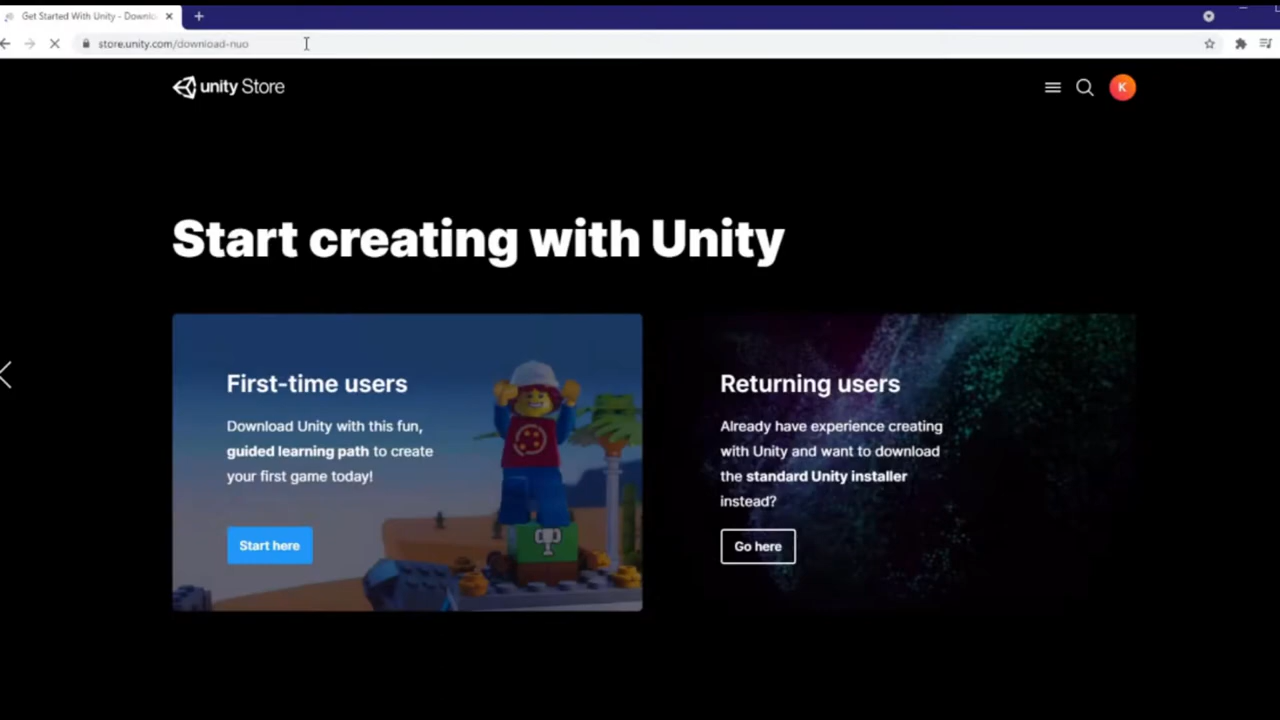 Get Started With Unity - Downlo
store.unity.com/download-nuo
unity Store
K
Start creating with Unity
First-time users
Download Unity with this fun,
guided learning path to create
your first game today!
Start here
Returning users
Already have experience creating
with Unity and want to download
the standard Unity installer
instead?
Go here